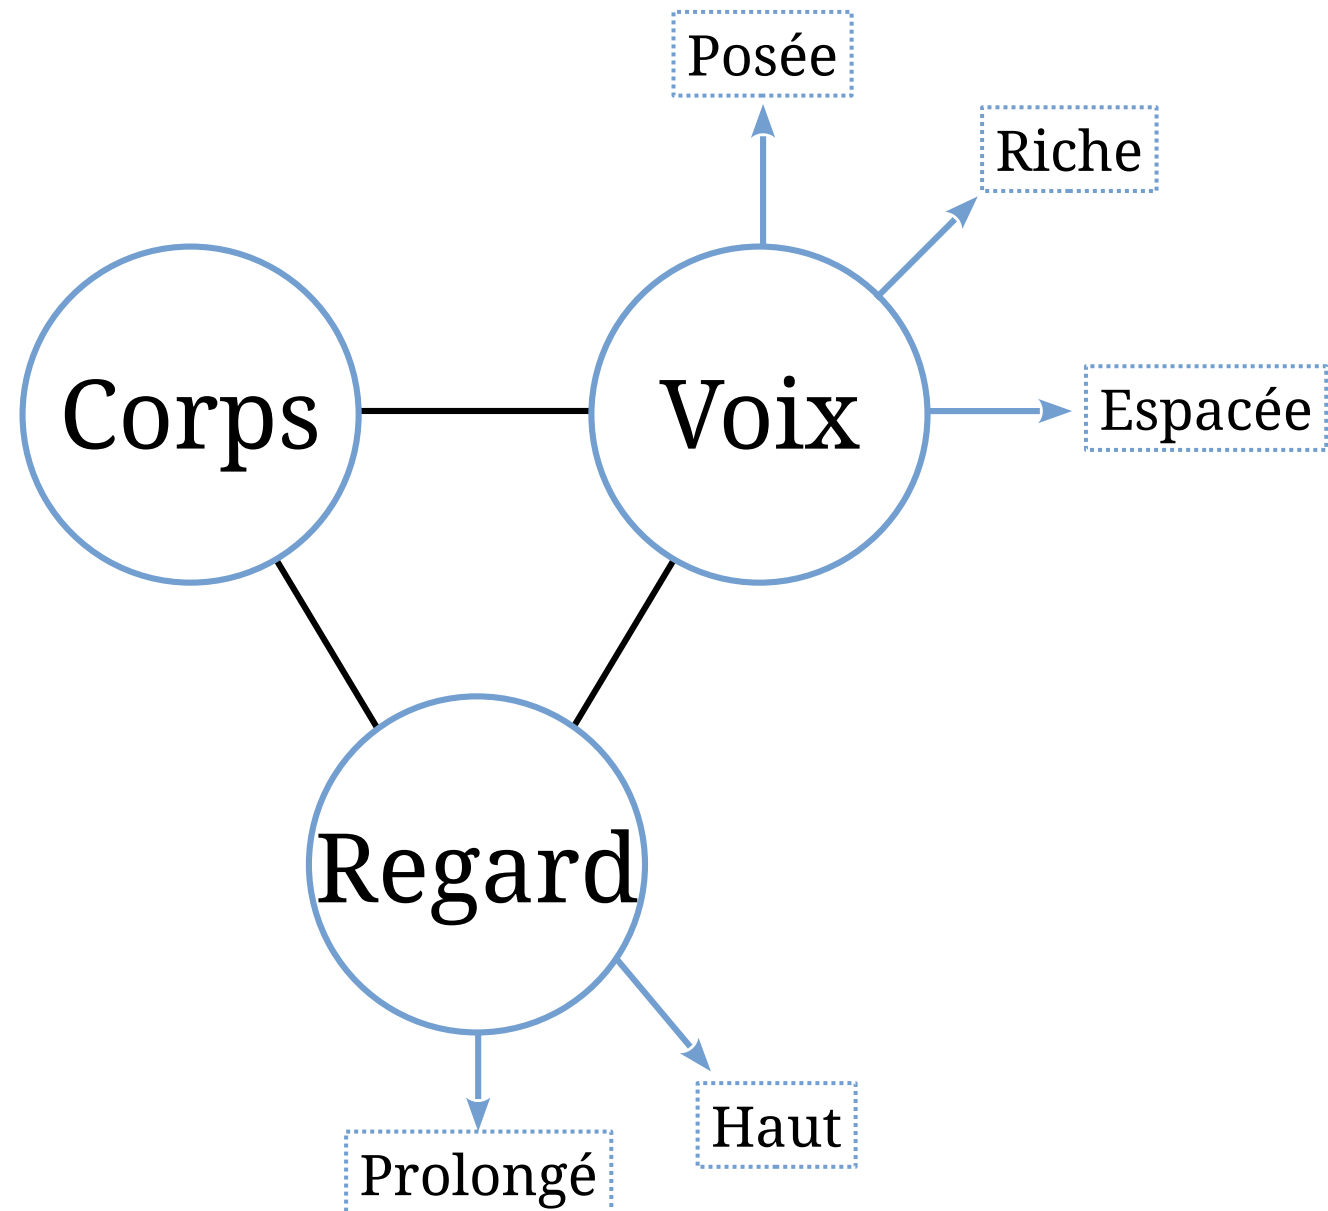 Posée
Riche
Corps
Voix
Espacée
Regard
Haut
Prolongé